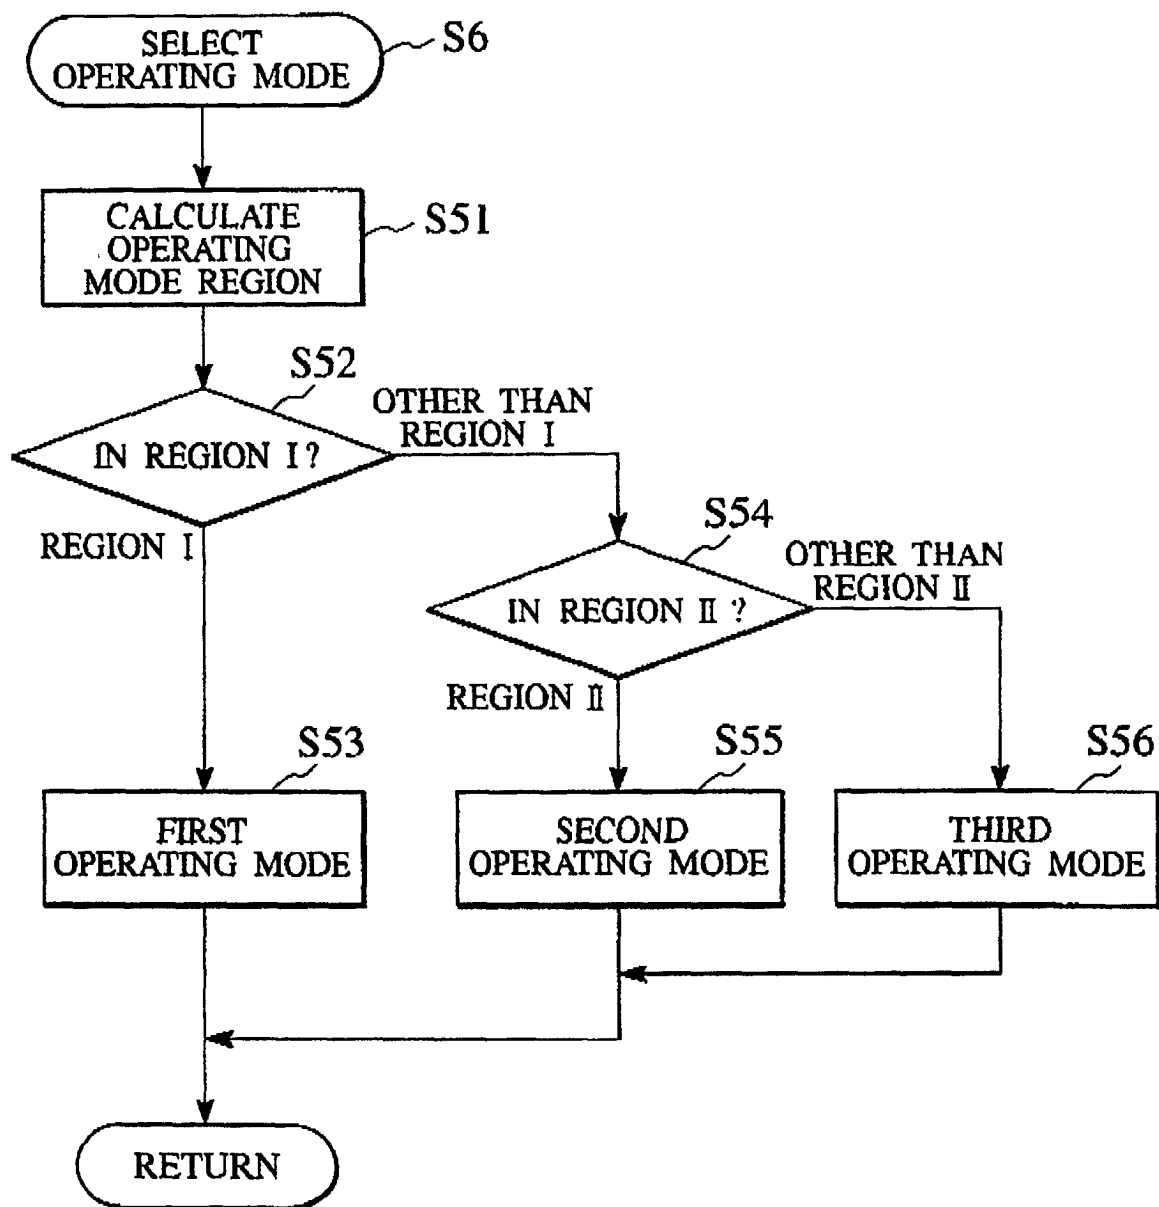 SELECT
OPERATING MODE
S6
CALCULATE
OPERATING
MODE REGION
S51
S52
OTHER THAN
REGION I
IN REGION I?
REGION I
S54
OTHER THAN
REGION II
IN REGION II?
REGION II
S53
S55
S56
FIRST
OPERATING MODE
SECOND
OPERATING MODE
THIRD
OPERATING MODE
RETURN